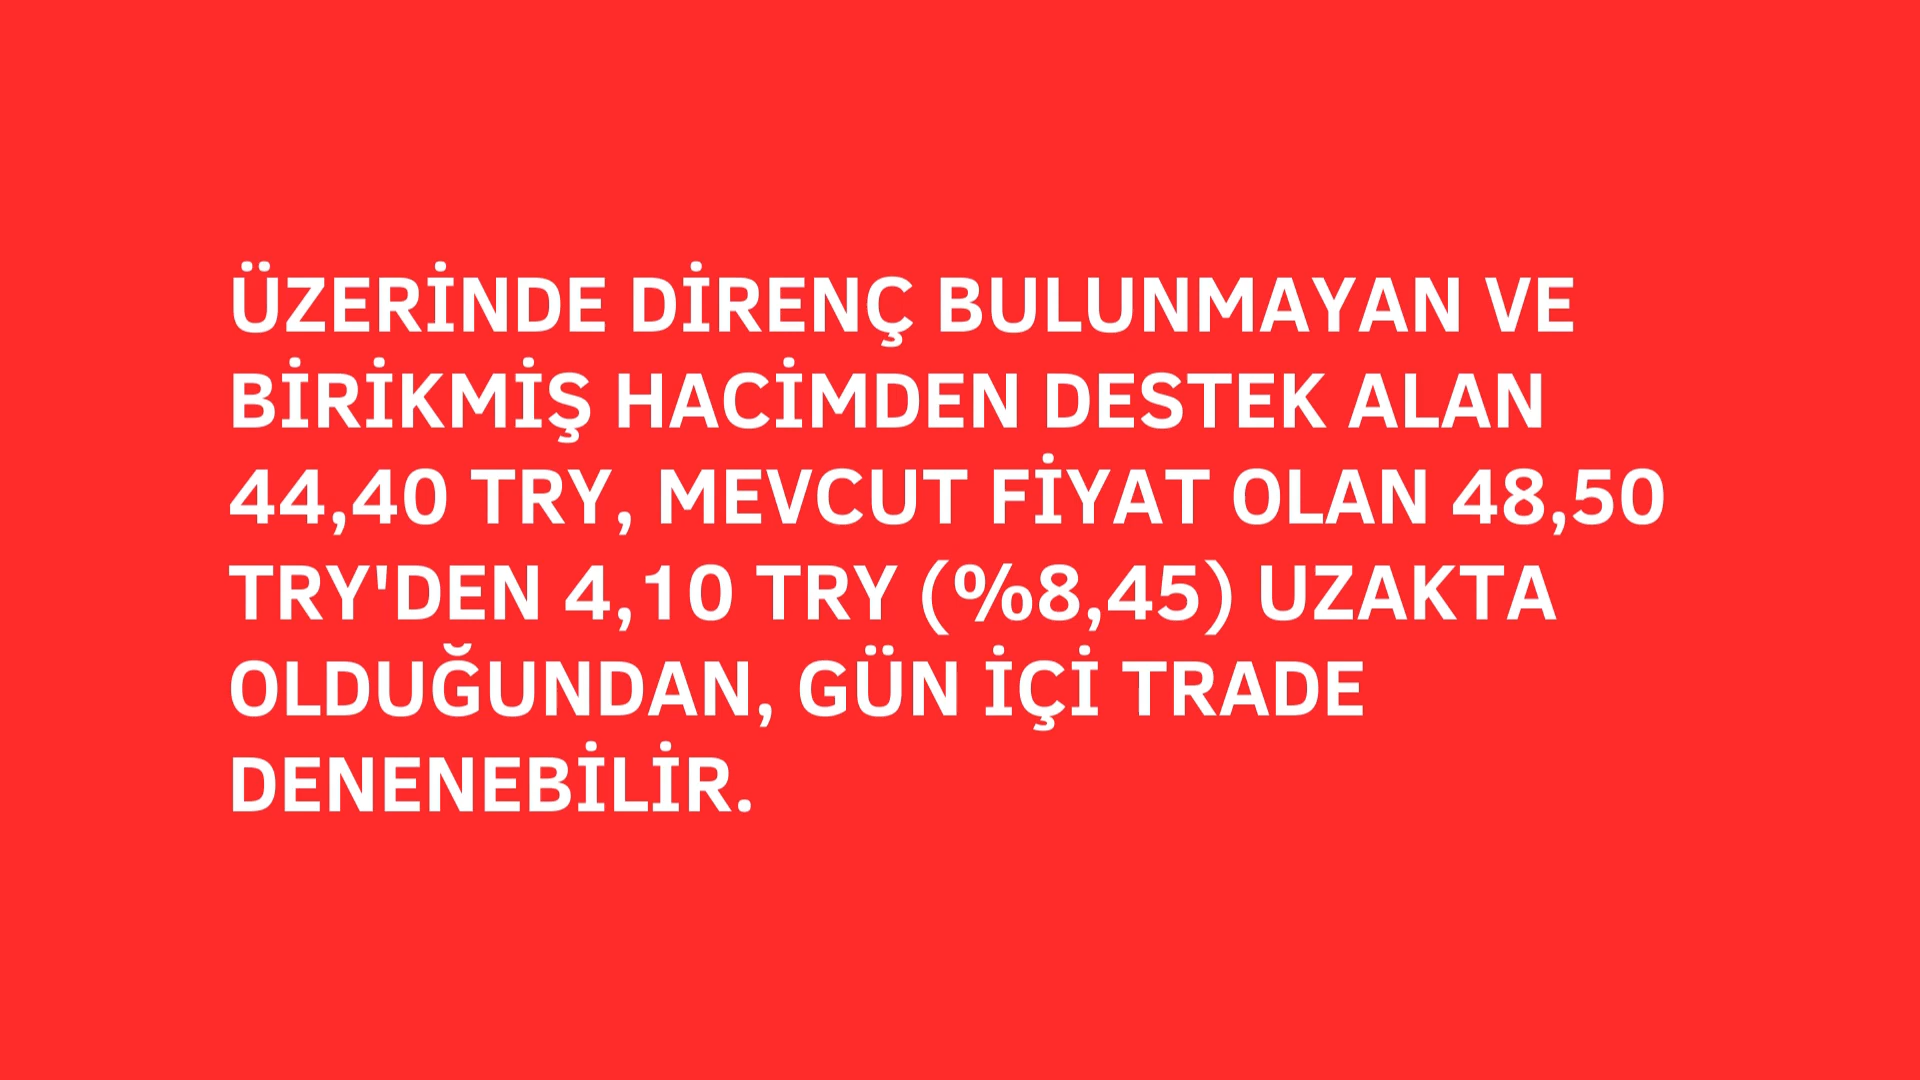 ÜZERİNDE DİRENÇ BULUNMAYAN VE
BİRİKMİŞ HACİMDEN DESTEK ALAN
44,40 TRY, MEVCUT FİYAT OLAN 48,50
TRY'DEN 4,10 TRY (%8,45) UZAKTA
OLDUĞUNDAN, GÜN İÇİ TRADE
DENENEBİLİR.